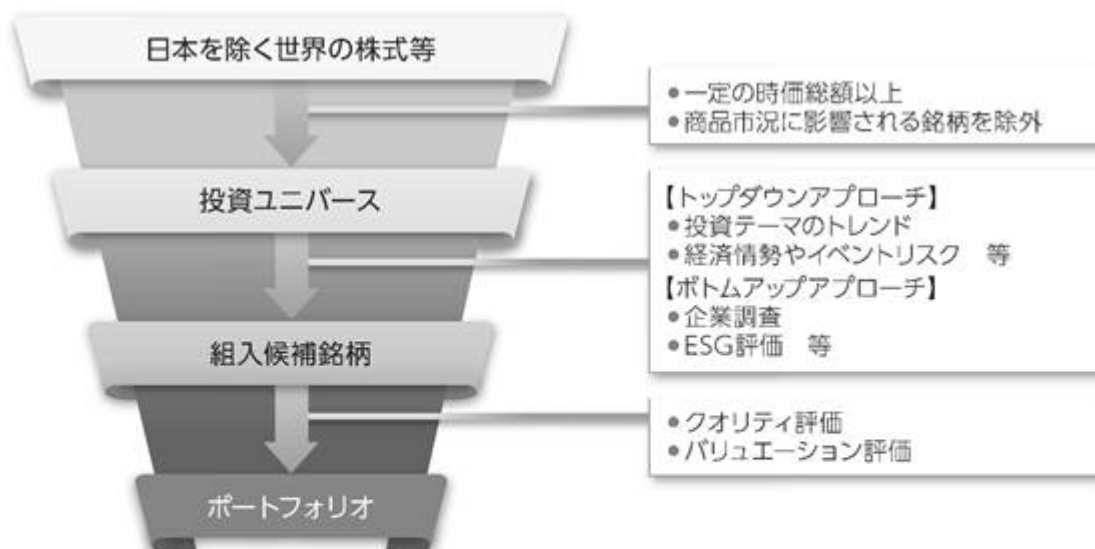 日本を除く世界の株式等
●一定の時価総額以上
●商品市況に影響される銘柄を除外
投資ユニバース
【トップダウンアプローチ】
●投資テーマのトレンド
●経済情勢やイベントリスク　等
【ボトムアップアプローチ】
●企業調査
●ESG評価　等
組入候補銘柄
●クオリティ評価
●バリュエーション評価
ポートフォリオ